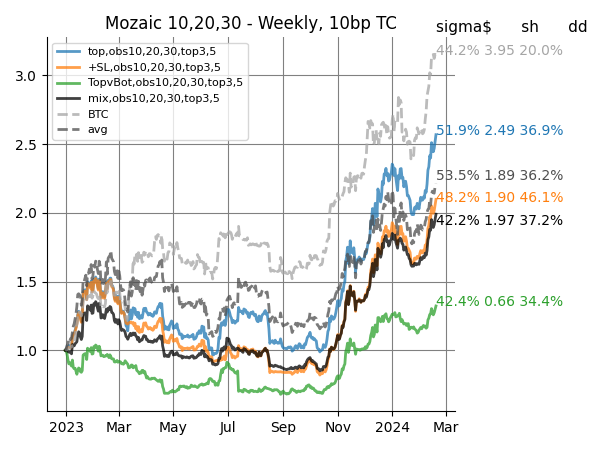 Mozaic 10,20,30 - Weekly, 10bp TC
sigma$ sh dd
top,obs10,20,30,top3,5
+SL,obs10,20,30,top3,5
TopvBot,obs10,20,30,top3,5
mix,obs10,20,30,top3,5
BTC
avg
44.2% 3.95 20.0%
51.9% 2.49 36.9%
53.5% 1.89 36.2%
48.2% 1.90 46.1%
42.2% 1.97 37.2%
42.4% 0.66 34.4%
3.0
2.5
2.0
1.5
1.0
2023 Mar May Jul Sep Nov 2024 Mar